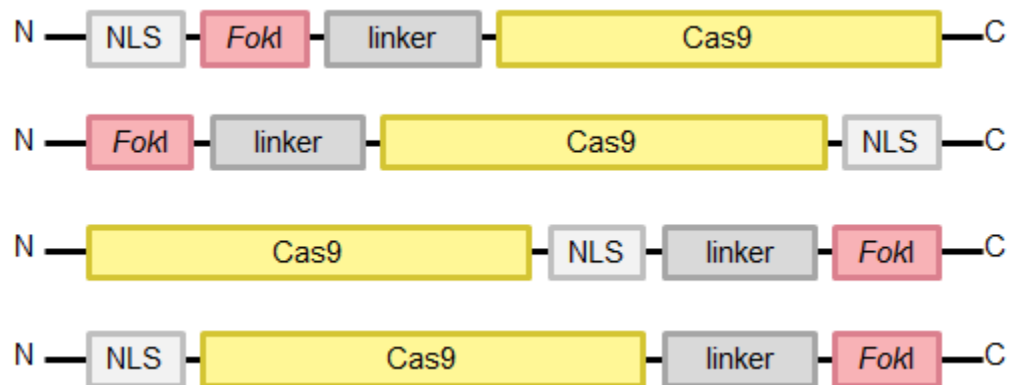 N NLS FokI linker Cas9 C
N FokI linker Cas9 NLS C
N Cas9 NLS linker FokI C
N NLS Cas9 linker FokI C